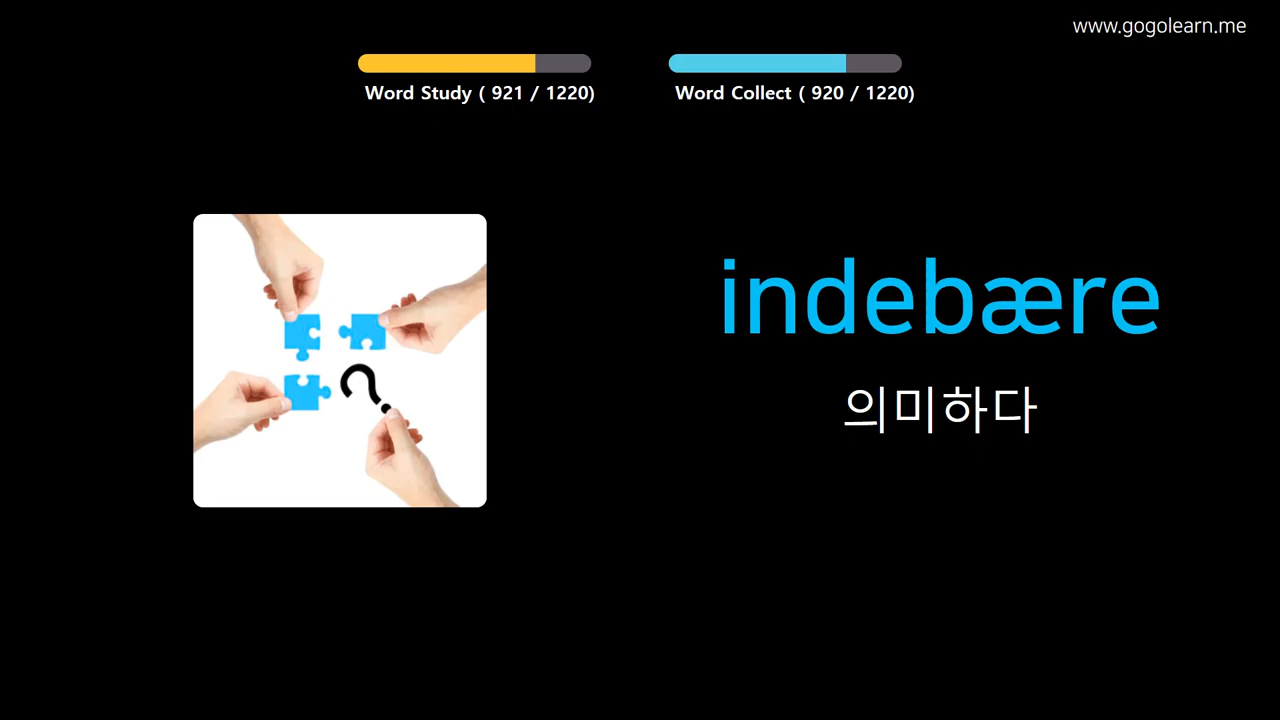 www.gogolearn.me
Word Study ( 921 / 1220)
Word Collect ( 920 / 1220)
indebære
의미하다
?